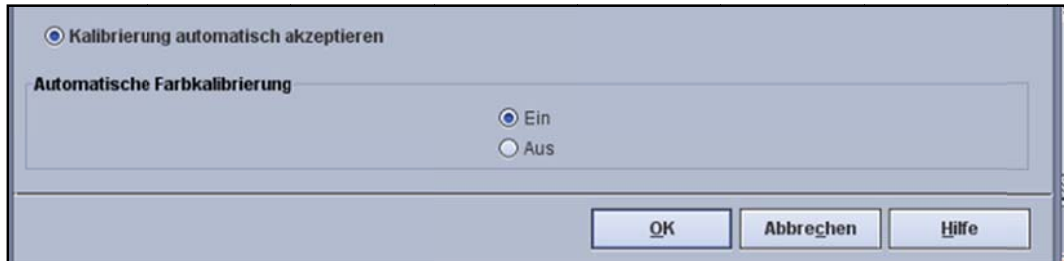 Kalibrierung automatisch akzeptieren
Automatische Farbkalibrierung
Ein
Aus
OK Abbrechen Hilfe